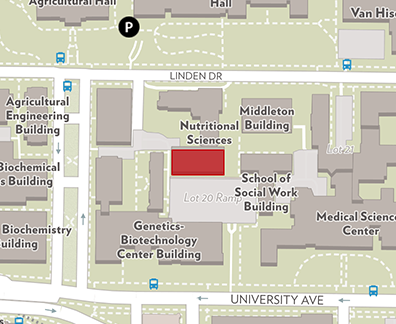 Agricultural Hall
Hall
P
Van Hise
LINDEN DR
Agricultural
Engineering
Building
Nutritional
Sciences
Middleton
Building
Lot 21
Biochemical
s Building
School of
Social Work
Building
Lot 20 Ramp
Medical Science
Center
Biochemistry
uilding
Genetics-
Biotechnology
Center Building
UNIVERSITY AVE
s